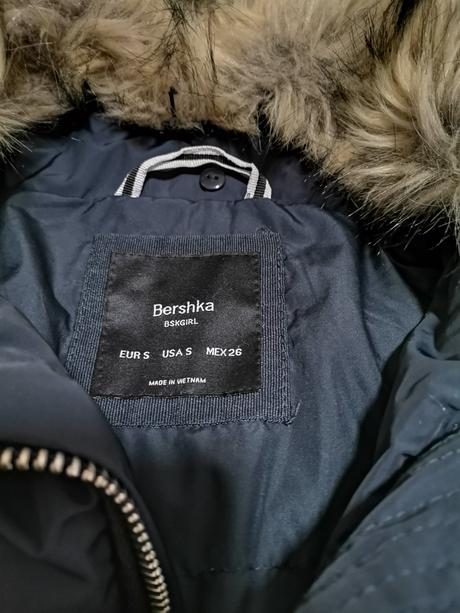 Bershka
BSKGIRL
EUR S USA S MEX 26
MADE IN VIETNAM